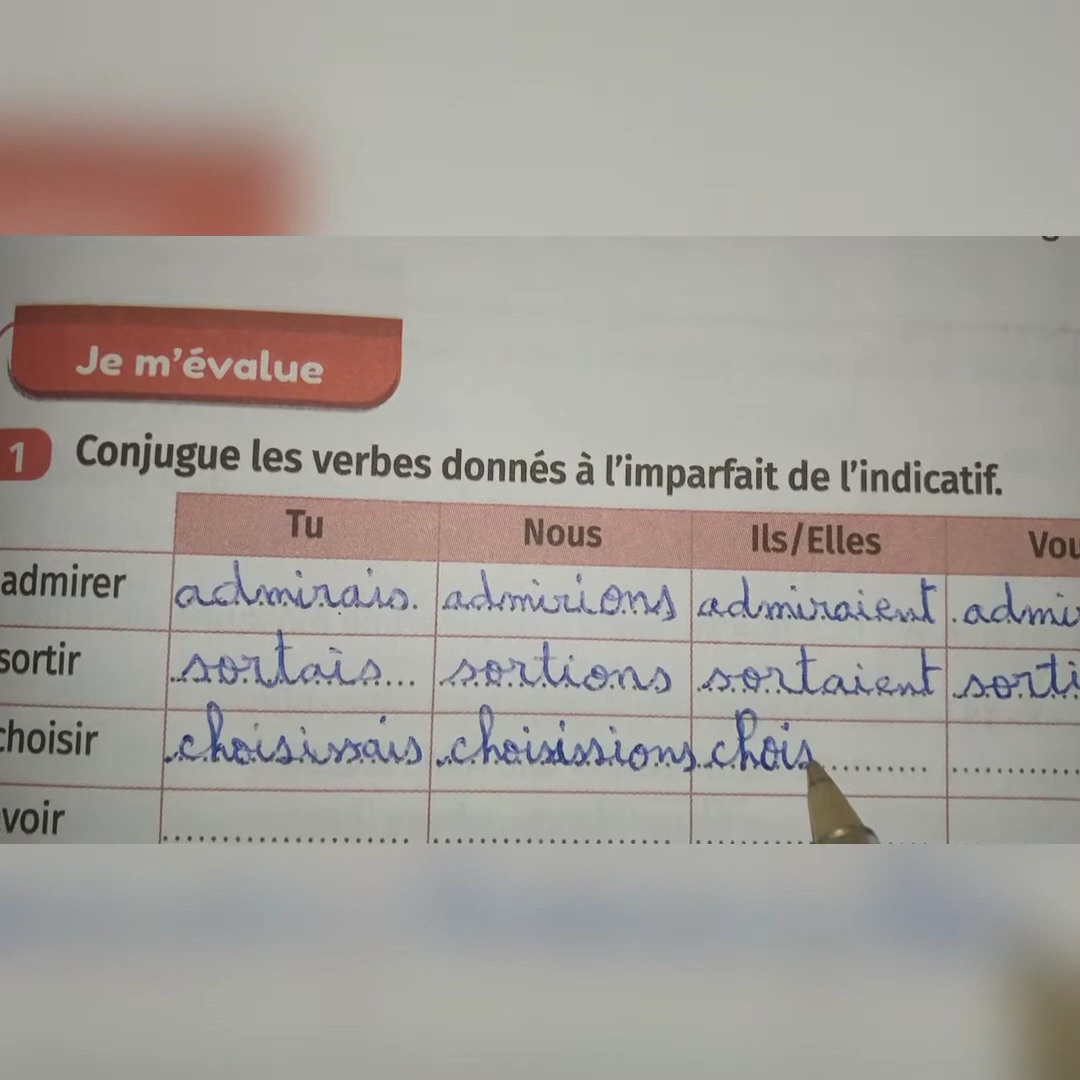 Je m'évalue
1 Conjugue les verbes donnés à l'imparfait de l'indicatif.
Tu Nous Ils/Elles
admirer admirais. admirions admiraient
sortir sortais... sortions sortaient
choisir choisissais choisissions chois
voir